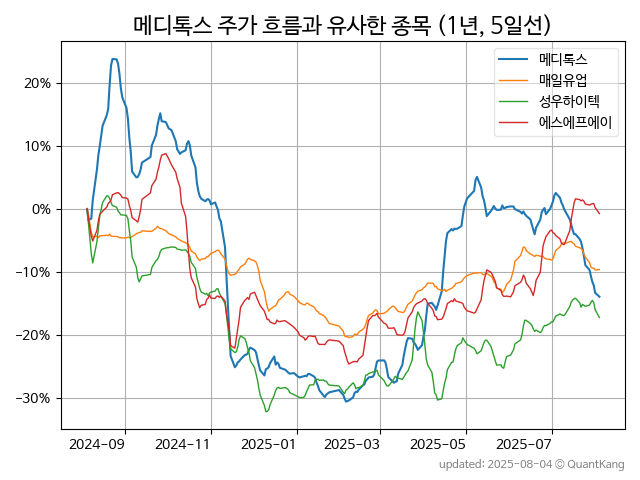 메디톡스 주가 흐름과 유사한 종목 (1년, 5일선)
메디톡스
매일유업
성우하이텍
에스에프에이
20%
10%
0%
−10%
−20%
−30%
2024-09 2024-11 2025-01 2025-03 2025-05 2025-07
updated: 2025-08-04 © QuantKang